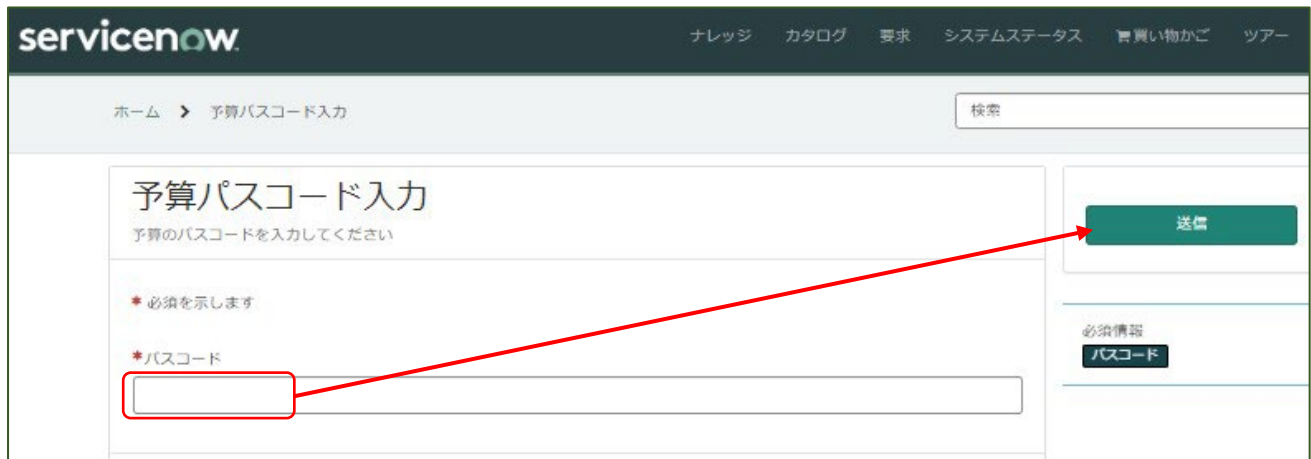 servicenow.
ナレッジ カタログ 要求 システムステータス 買い物かご ツアー
ホーム > 予算パスコード入力
検索
予算パスコード入力
予算のパスコードを入力してください
送信
* 必須を示します
必須情報
パスコード
*パスコード